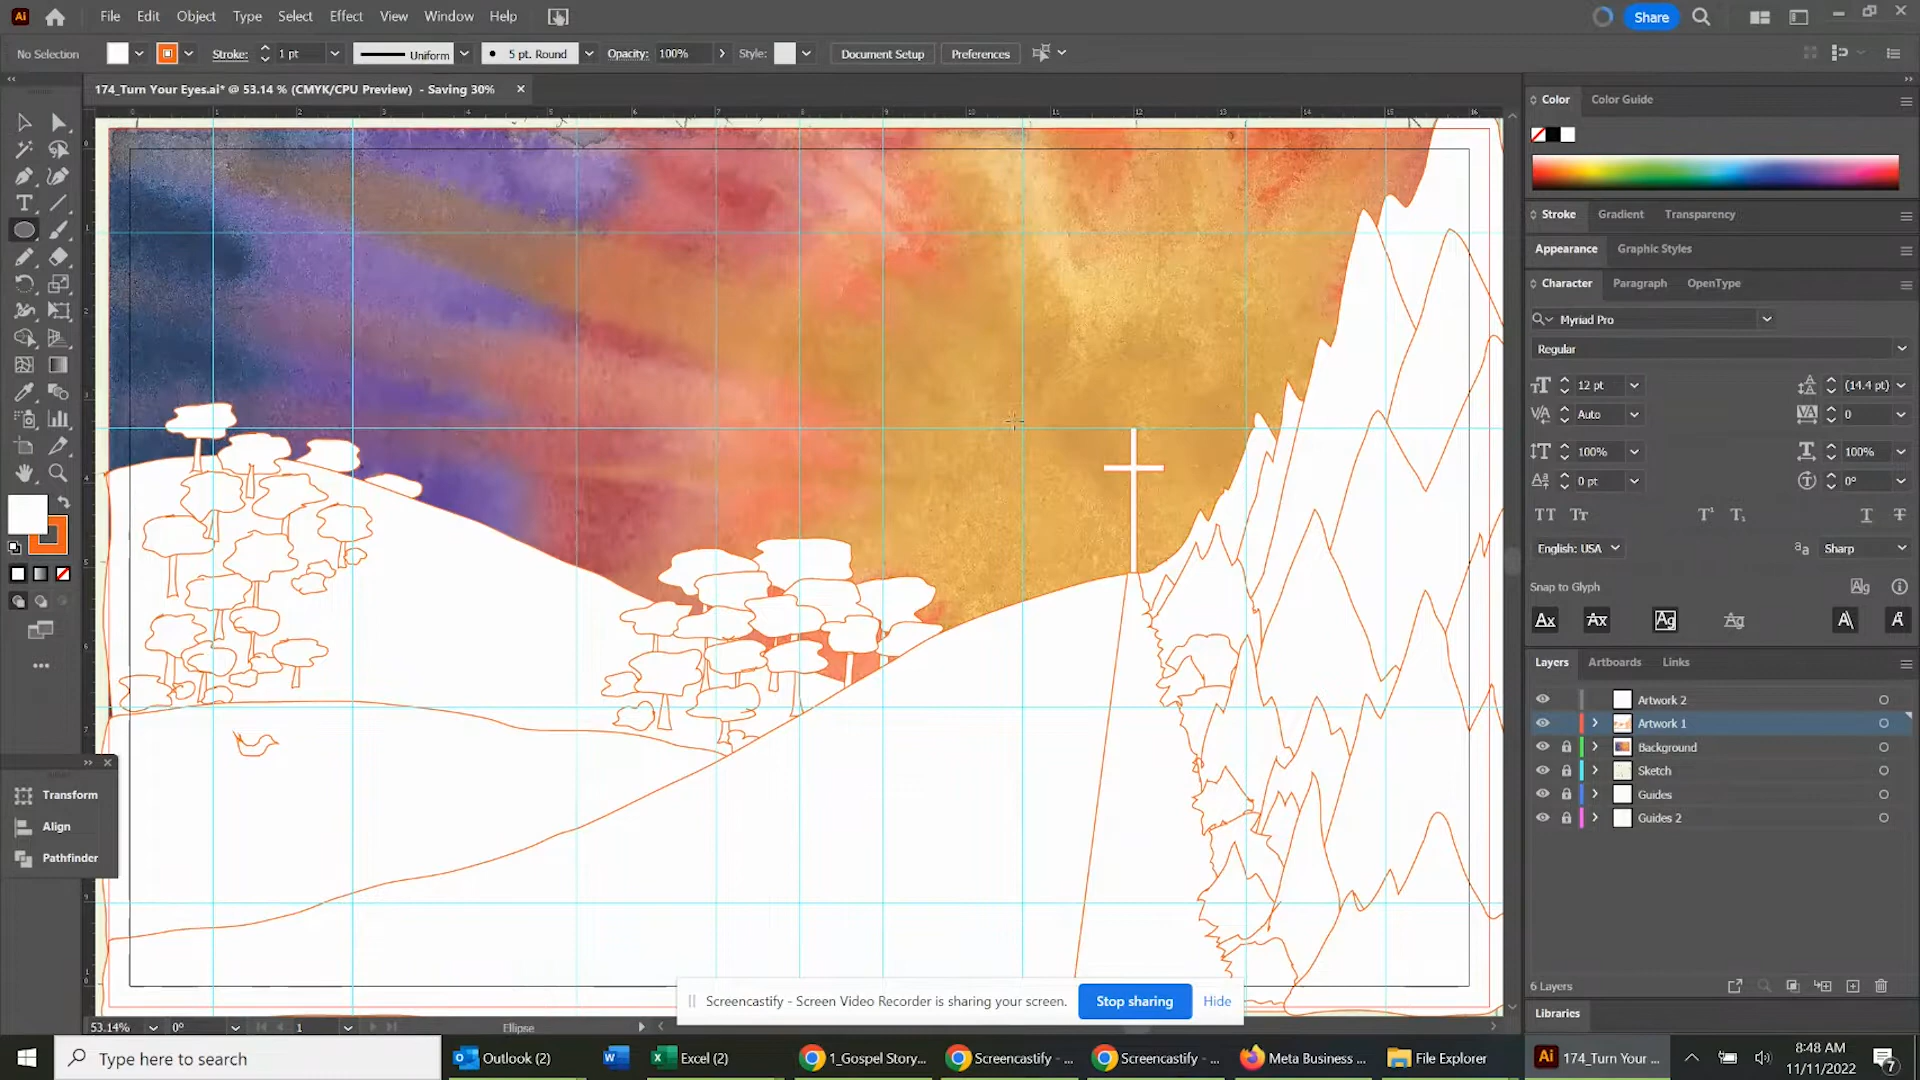 Ai File Edit Object Type Select Effect View Window Help Share
No Selection Stroke: 1 pt Uniform 5 pt. Round Opacity: 100% Style: Document Setup Preferences
174_Turn Your Eyes.ai* @ 53.14 % (CMYK/CPU Preview) - Saving 30%
Color Color Guide
Stroke Gradient Transparency
Appearance Graphic Styles
Character Paragraph OpenType
Myriad Pro
Regular
12 pt (14.4 pt)
Auto 0
100% 100%
0 pt 0°
English: USA Sharp
Snap to Glyph
Layers Artboards Links
Artwork 2
Artwork 1
Background
Sketch
Guides
Guides 2
6 Layers
Libraries
Transform
Align
Pathfinder
Screencastify - Screen Video Recorder is sharing your screen. Stop sharing Hide
53.14% 0° 1 Ellipse
Type here to search Outlook (2) Excel (2) 1_Gospel Story... Screencastify - ... Screencastify - ... Meta Business ... File Explorer 174_Turn Your ...
8:48 AM
11/11/2022
7